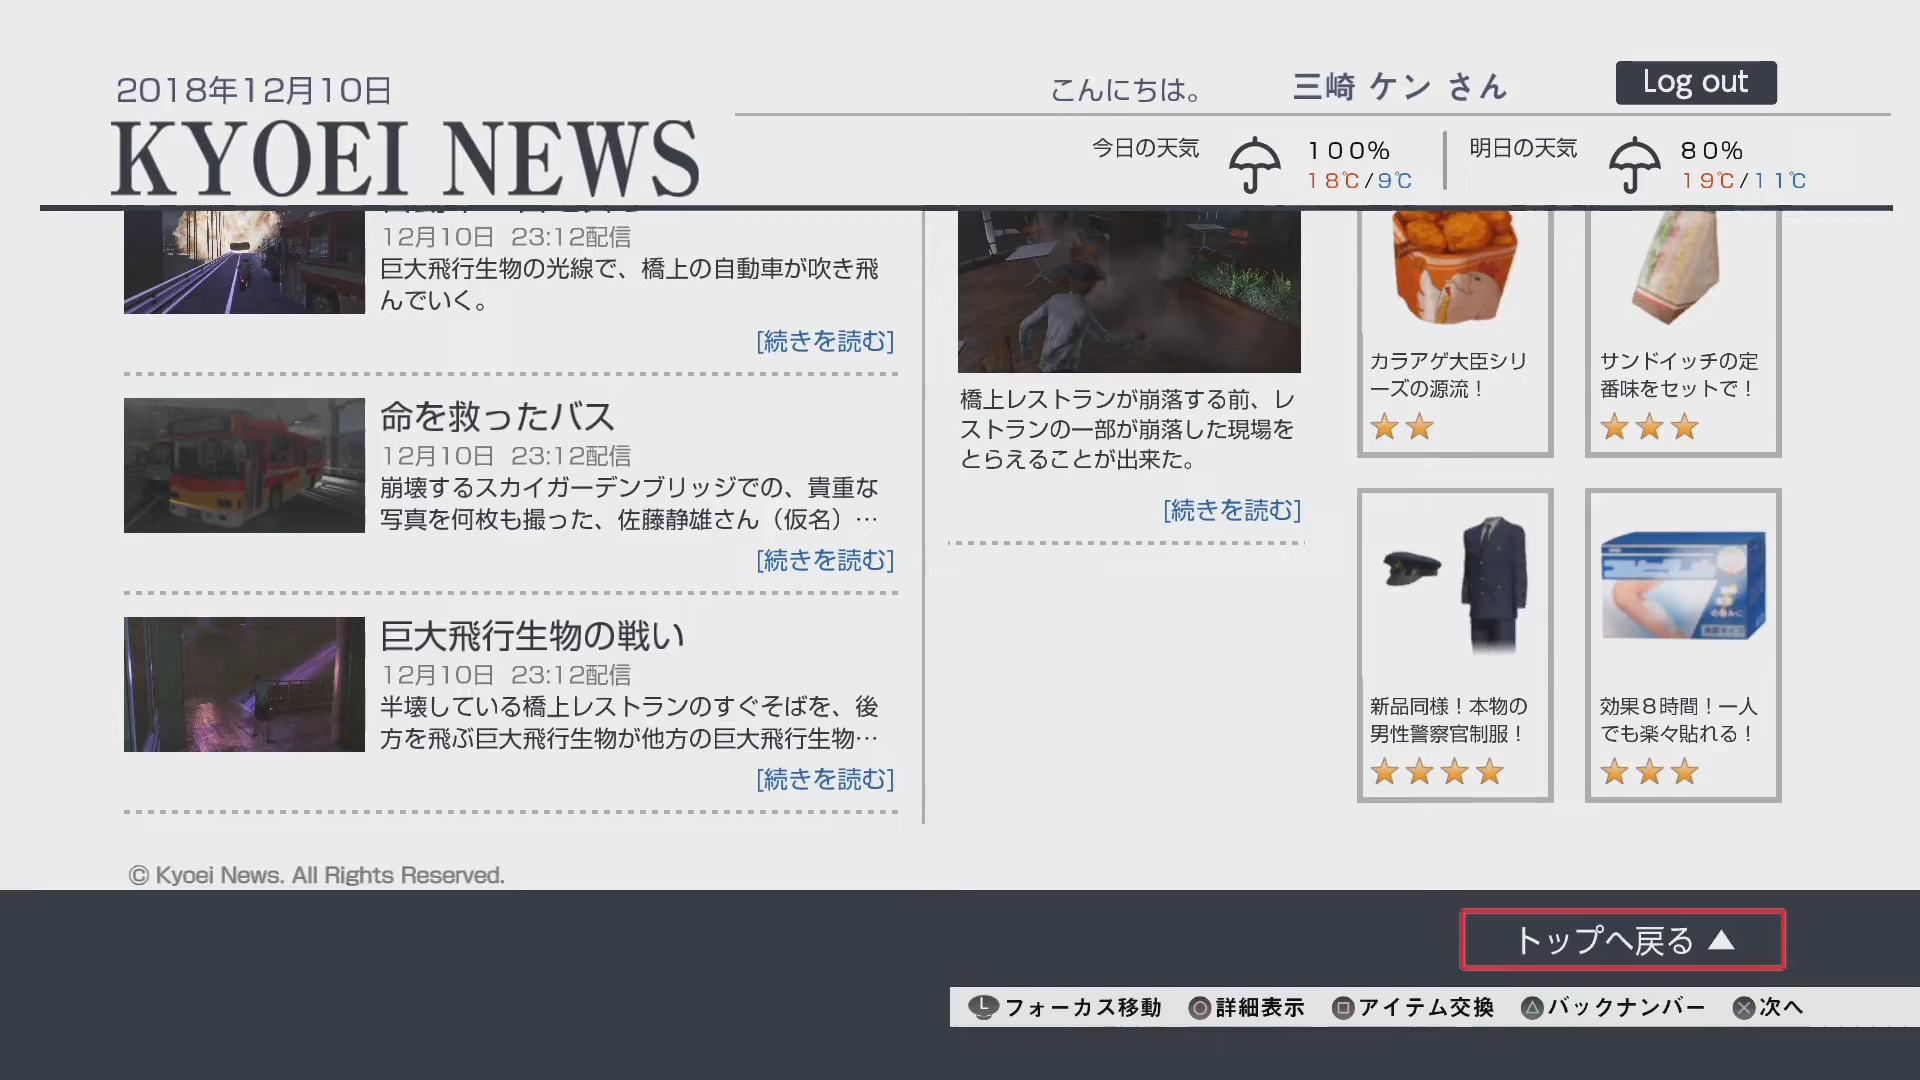 2018年12月10日
こんにちは。
三崎 ケン さん
Log out
KYOEI NEWS
今日の天気
100%
18℃/9℃
明日の天気
80%
19℃/11℃
12月10日 23:12配信
巨大飛行生物の光線で、橋上の自動車が吹き飛
んでいく。
[続きを読む]
命を救ったバス
12月10日 23:12配信
崩壊するスカイガーデンブリッジでの、貴重な
写真を何枚も撮った、佐藤静雄さん（仮名）…
[続きを読む]
巨大飛行生物の戦い
12月10日 23:12配信
半壊している橋上レストランのすぐそばを、後
方を飛ぶ巨大飛行生物が他方の巨大飛行生物…
[続きを読む]
橋上レストランが崩落する前、レ
ストランの一部が崩落した現場を
とらえることが出来た。
[続きを読む]
カラアゲ大臣シリ
ーズの源流！
サンドイッチの定
番味をセットで！
新品同様！本物の
男性警察官制服！
効果８時間！一人
でも楽々貼れる！
© Kyoei News. All Rights Reserved.
トップへ戻る ▲
L フォーカス移動 詳細表示 アイテム交換 バックナンバー 次へ